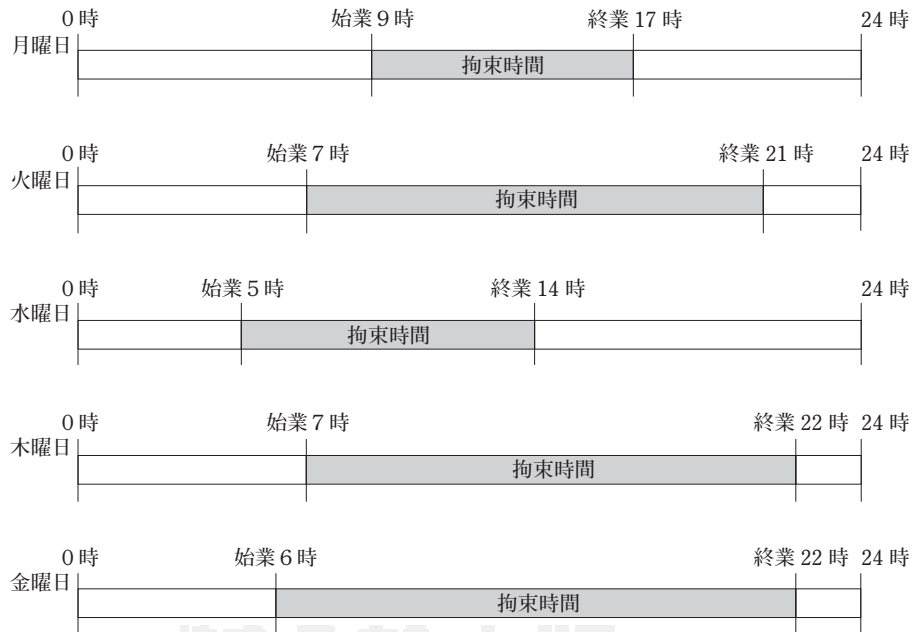 0時 始業9時 終業17時 24時
月曜日
拘束時間
0時 始業7時 終業21時 24時
火曜日
拘束時間
0時 始業5時 終業14時 24時
水曜日
拘束時間
0時 始業7時 終業22時 24時
木曜日
拘束時間
0時 始業6時 終業22時 24時
金曜日
拘束時間